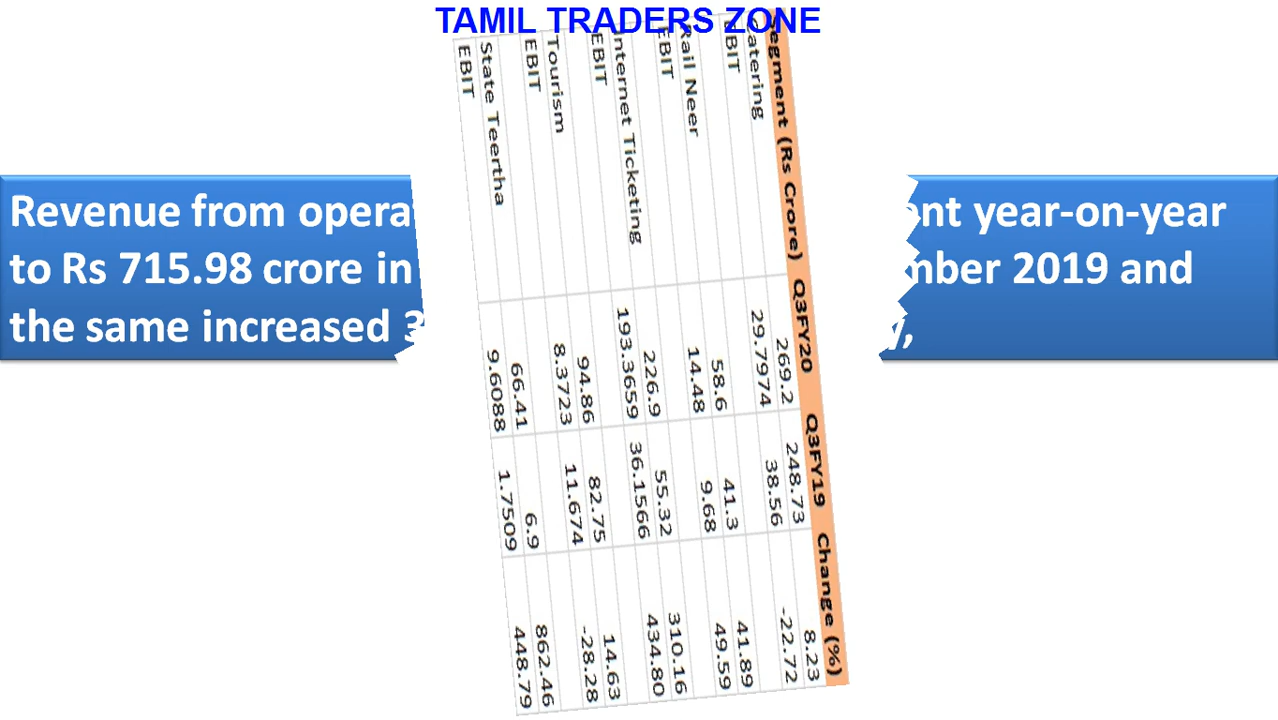 TAMIL TRADERS ZONE
Revenue from opera nt year-on-year
to Rs 715.98 crore in mber 2019 and
the same increased 3
Segment (Rs Crore) Q3FY20 Q3FY19 Change (%)
Catering 269.2 248.73 8.23
EBIT 29.7974 38.56 -22.72
Rail Neer 58.6 41.3 41.89
EBIT 14.48 9.68 49.59
Internet Ticketing 226.9 55.32 310.16
EBIT 193.3659 36.1566 434.80
Tourism 94.86 82.75 14.63
EBIT 8.3723 11.674 -28.28
State Teertha 66.41 6.9 862.46
EBIT 9.6088 1.7509 448.79